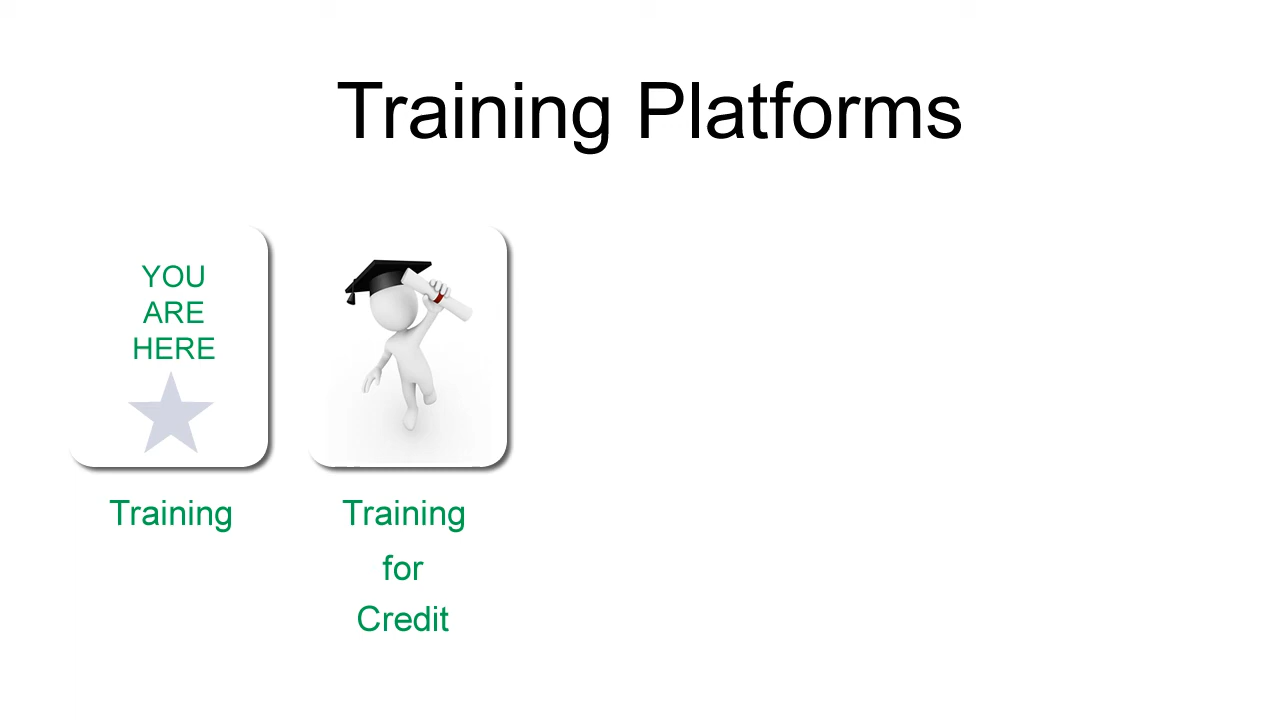 Training Platforms
YOU
ARE
HERE
Training
Training
for
Credit